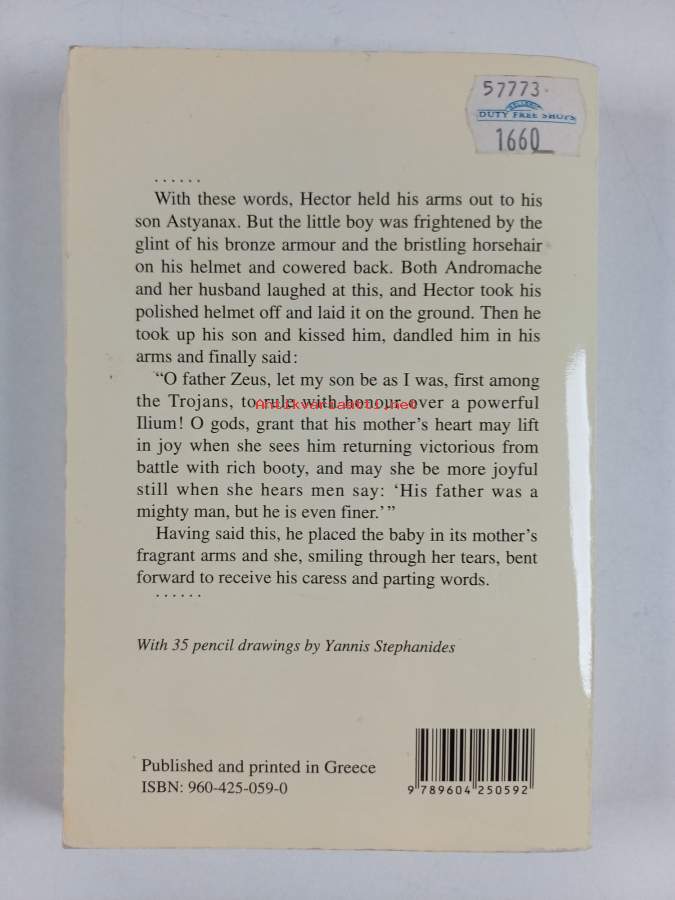 57773.
DUTY FREE SHOPS
1660
......
With these words, Hector held his arms out to his
son Astyanax. But the little boy was frightened by the
glint of his bronze armour and the bristling horsehair
on his helmet and cowered back. Both Andromache
and her husband laughed at this, and Hector took his
polished helmet off and laid it on the ground. Then he
took up his son and kissed him, dandled him in his
arms and finally said:
“O father Zeus, let my son be as I was, first among
the Trojans, to rule with honour over a powerful
Antikvariaatti.net
Ilium! O gods, grant that his mother’s heart may lift
in joy when she sees him returning victorious from
battle with rich booty, and may she be more joyful
still when she hears men say: ‘His father was a
mighty man, but he is even finer.’”
Having said this, he placed the baby in its mother’s
fragrant arms and she, smiling through her tears, bent
forward to receive his caress and parting words.
......
With 35 pencil drawings by Yannis Stephanides
Published and printed in Greece
ISBN: 960-425-059-0
9 789604 250592